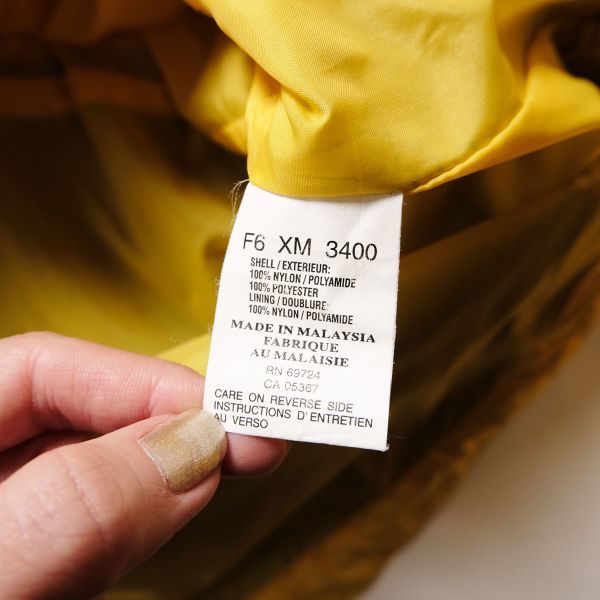 F6 XM 3400
SHELL/EXTERIEUR:
100% NYLON/POLYAMIDE
100% POLYESTER
LINING/DOUBLURE:
100% NYLON/POLYAMIDE
MADE IN MALAYSIA
FABRIQUE
AU MALAISIE
RN 69724
CA 05367
CARE ON REVERSE SIDE
INSTRUCTIONS D'ENTRETIEN
AU VERSO